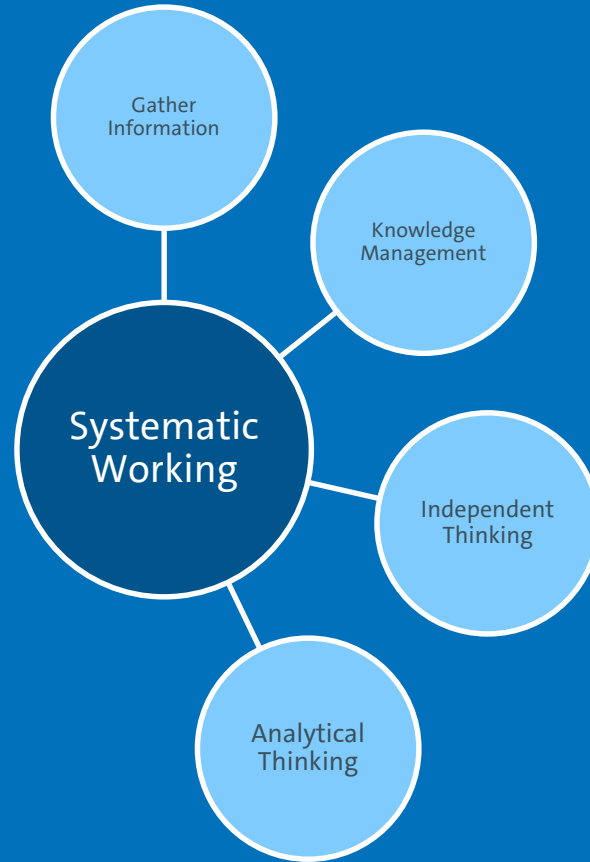 Gather
Information
Knowledge
Management
Systematic
Working
Independent
Thinking
Analytical
Thinking